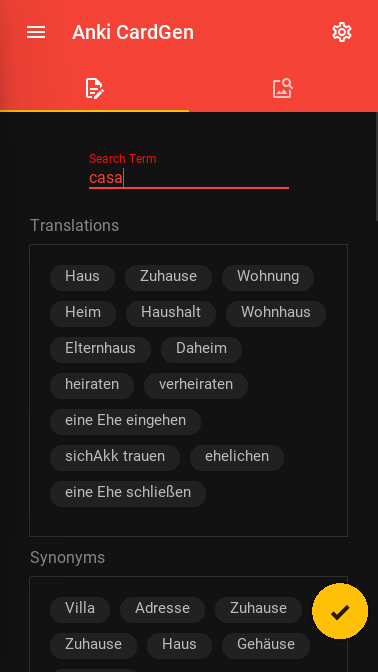 Anki CardGen
Search Term
casa
Translations
Haus Zuhause Wohnung
Heim Haushalt Wohnhaus
Elternhaus Daheim
heiraten verheiraten
eine Ehe eingehen
sichAkk trauen ehelichen
eine Ehe schließen
Synonyms
Villa Adresse Zuhause
Zuhause Haus Gehäuse